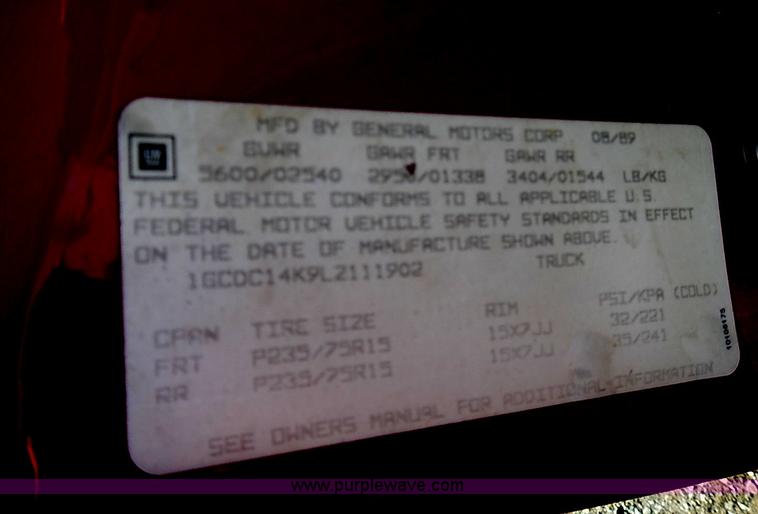 MFD BY GENERAL MOTORS CORP 08/89
GVWR GAWR FRT GAWR RR
5600/02540 2950/01338 3404/01544 LB/KG
THIS VEHICLE CONFORMS TO ALL APPLICABLE U.S.
FEDERAL MOTOR VEHICLE SAFETY STANDARDS IN EFFECT
ON THE DATE OF MANUFACTURE SHOWN ABOVE.
1GCDC14K9LZ111902 TRUCK
TIRE SIZE RIM PSI/KPA (COLD)
FRT P235/75R15 15X7JJ 32/221
RR P235/75R15 15X7JJ 35/241
SEE OWNERS MANUAL FOR ADDITIONAL INFORMATION
www.purplewave.com